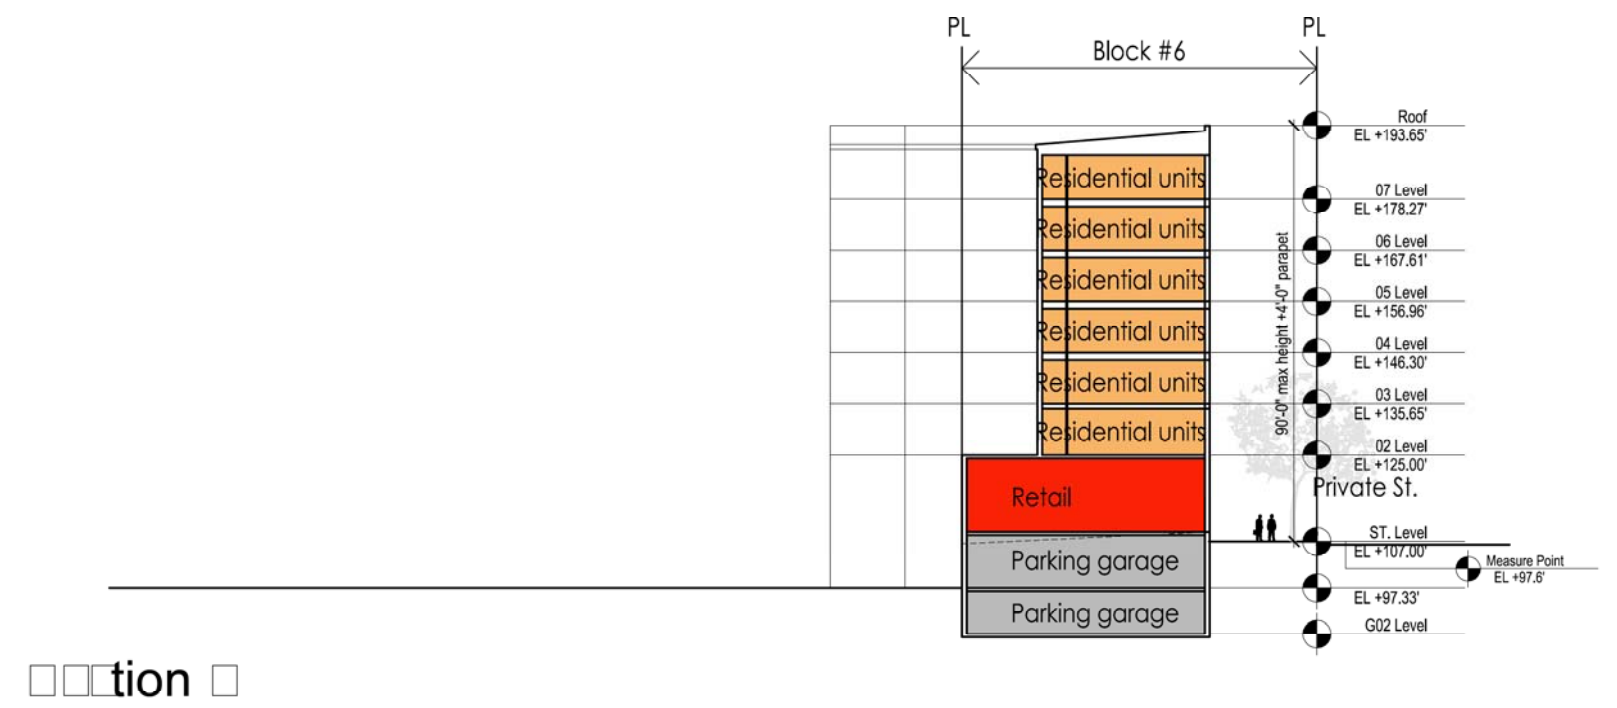 PL
PL
Block #6
Roof
EL +193.65'
Residential units
07 Level
EL +178.27'
Residential units
06 Level
EL +167.61'
Residential units
05 Level
EL +156.96'
Residential units
04 Level
EL +146.30'
Residential units
03 Level
EL +135.65'
Residential units
02 Level
EL +125.00'
90'-0" max height +4'-0" parapet
Retail
Private St.
ST. Level
EL +107.00'
Parking garage
Measure Point
EL +97.6'
EL +97.33'
Parking garage
G02 Level
tion